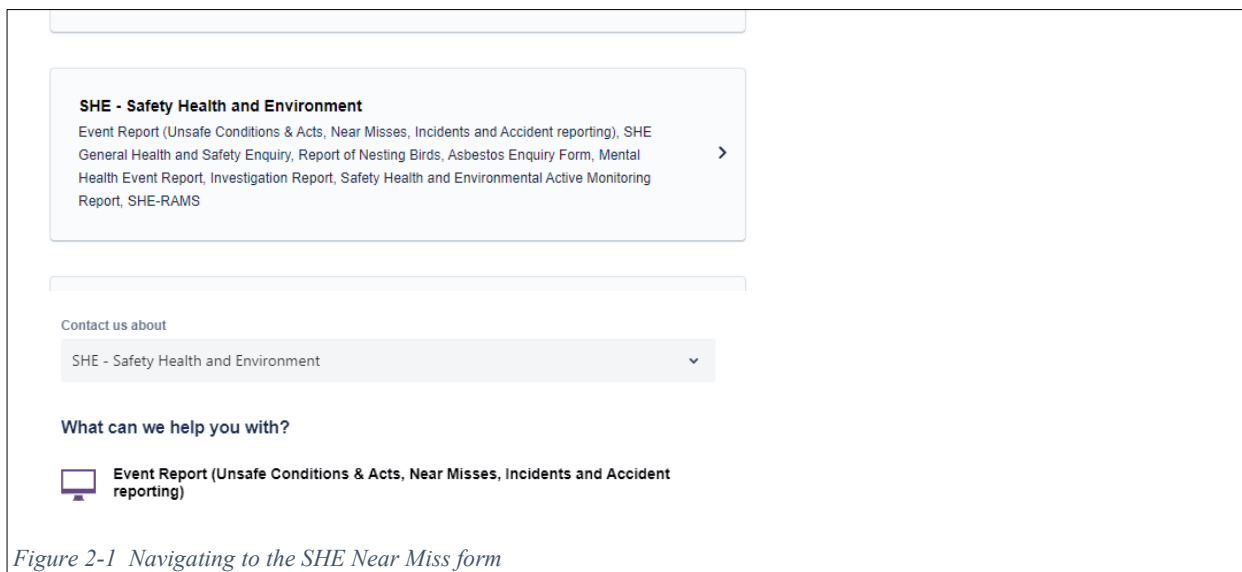 SHE - Safety Health and Environment
Event Report (Unsafe Conditions & Acts, Near Misses, Incidents and Accident reporting), SHE
General Health and Safety Enquiry, Report of Nesting Birds, Asbestos Enquiry Form, Mental
Health Event Report, Investigation Report, Safety Health and Environmental Active Monitoring
Report, SHE-RAMS
Contact us about
SHE - Safety Health and Environment
What can we help you with?
Event Report (Unsafe Conditions & Acts, Near Misses, Incidents and Accident
reporting)
Figure 2-1 Navigating to the SHE Near Miss form